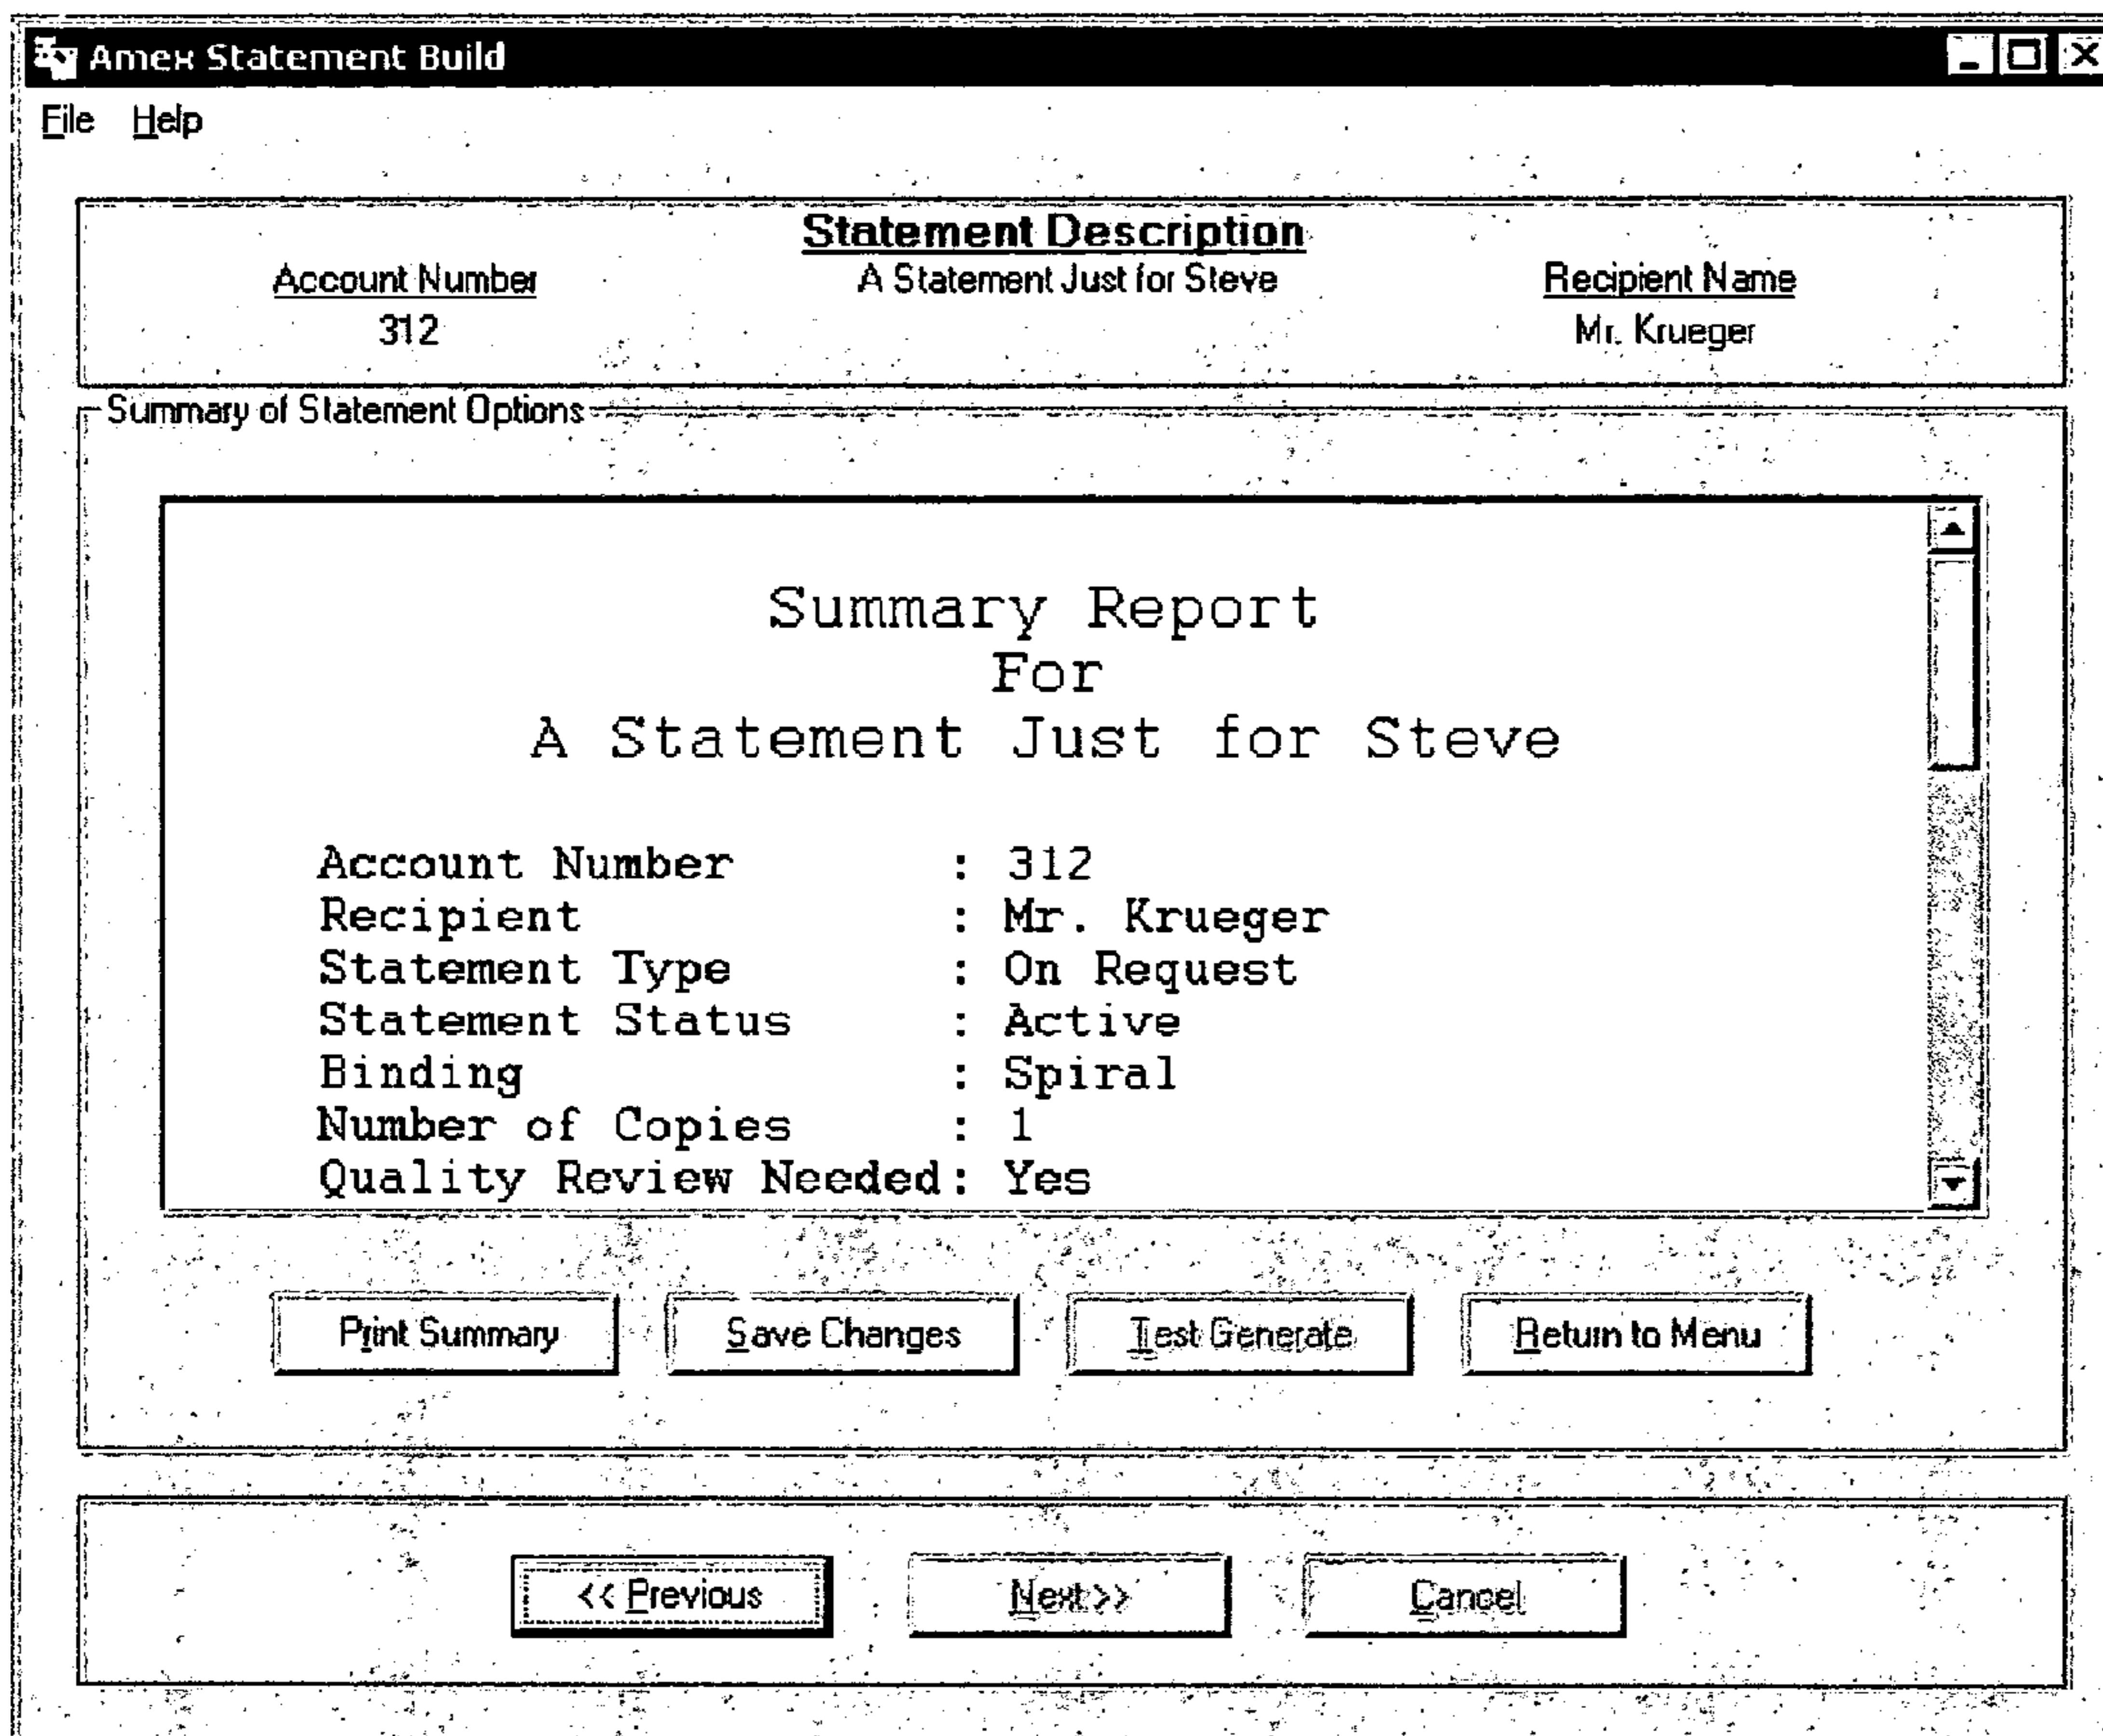 Amex Statement Build
File Help
Statement Description
Account Number A Statement Just for Steve Recipient Name
312 Mr. Krueger
Summary of Statement Options
Summary Report
For
A Statement Just for Steve
Account Number : 312
Recipient : Mr. Krueger
Statement Type : On Request
Statement Status : Active
Binding : Spiral
Number of Copies : 1
Quality Review Needed: Yes
Print Summary Save Changes Test Generate Return to Menu
<< Previous Next >> Cancel